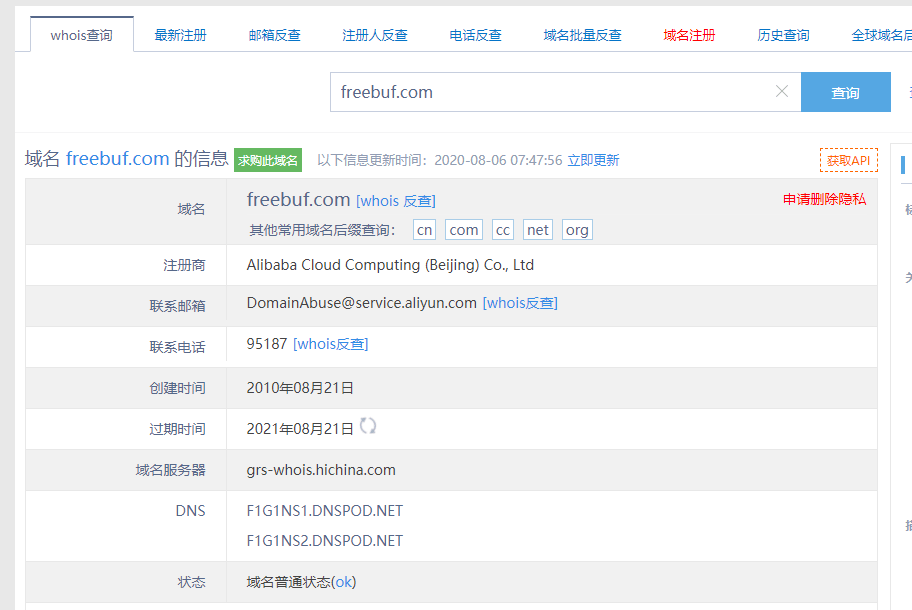 whois查询 最新注册 邮箱反查 注册人反查 电话反查 域名批量反查 域名注册 历史查询 全球域名后
freebuf.com 查询
域名 freebuf.com 的信息 求购此域名 以下信息更新时间：2020-08-06 07:47:56 立即更新 获取API
域名 freebuf.com [whois 反查] 申请删除隐私
其他常用域名后缀查询： cn com cc net org
注册商 Alibaba Cloud Computing (Beijing) Co., Ltd
联系邮箱 DomainAbuse@service.aliyun.com [whois反查]
联系电话 95187 [whois反查]
创建时间 2010年08月21日
过期时间 2021年08月21日
域名服务器 grs-whois.hichina.com
DNS F1G1NS1.DNSPOD.NET
F1G1NS2.DNSPOD.NET
状态 域名普通状态(ok)